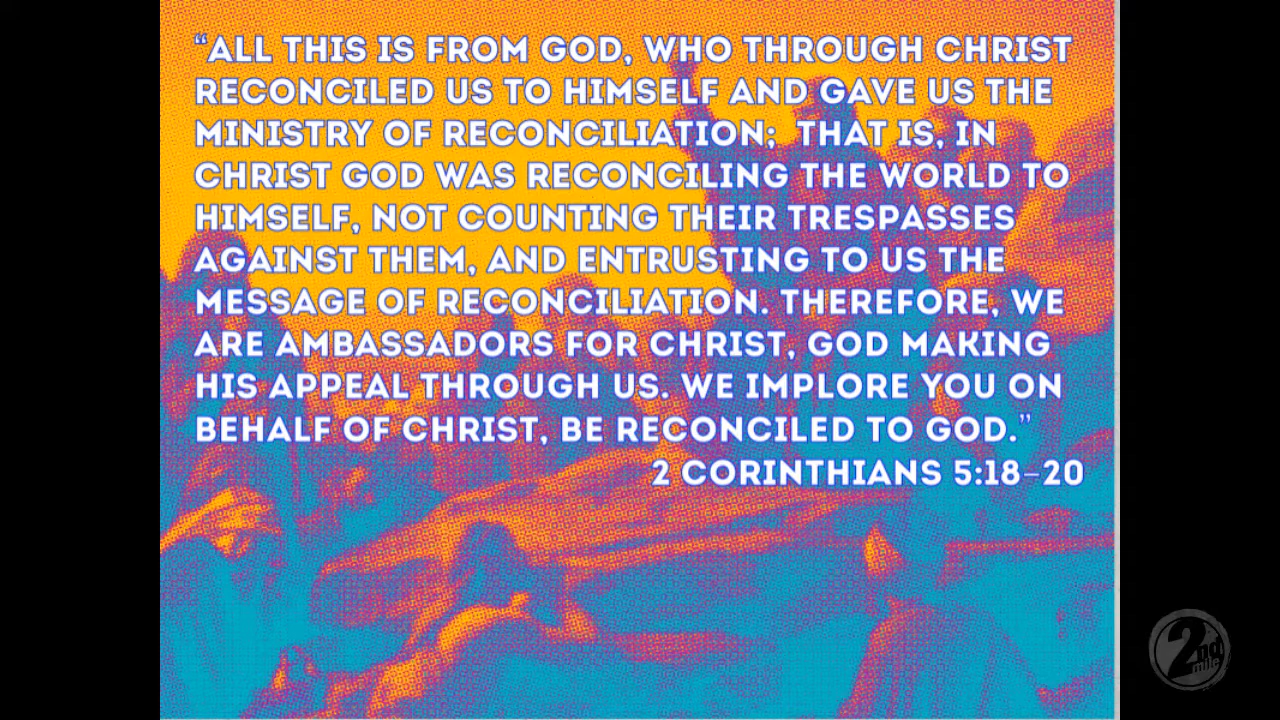 “ALL THIS IS FROM GOD, WHO THROUGH CHRIST
RECONCILED US TO HIMSELF AND GAVE US THE
MINISTRY OF RECONCILIATION; THAT IS, IN
CHRIST GOD WAS RECONCILING THE WORLD TO
HIMSELF, NOT COUNTING THEIR TRESPASSES
AGAINST THEM, AND ENTRUSTING TO US THE
MESSAGE OF RECONCILIATION. THEREFORE, WE
ARE AMBASSADORS FOR CHRIST, GOD MAKING
HIS APPEAL THROUGH US. WE IMPLORE YOU ON
BEHALF OF CHRIST, BE RECONCILED TO GOD.”
2 CORINTHIANS 5:18–20
2nd
mile